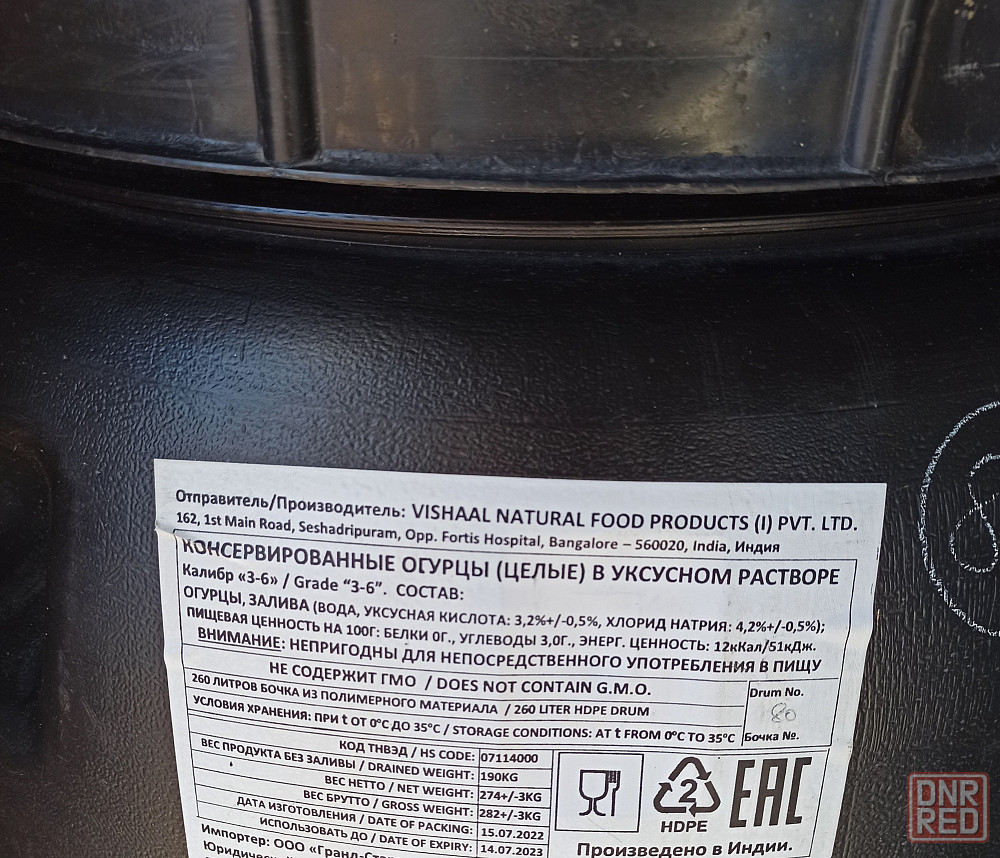 Отправитель/Производитель: VISHAAL NATURAL FOOD PRODUCTS (I) PVT. LTD.
162, 1st Main Road, Seshadripuram, Opp. Fortis Hospital, Bangalore – 560020, India, Индия
КОНСЕРВИРОВАННЫЕ ОГУРЦЫ (ЦЕЛЫЕ) В УКСУСНОМ РАСТВОРЕ
Калибр «3-6» / Grade “3-6”. СОСТАВ:
ОГУРЦЫ, ЗАЛИВА (ВОДА, УКСУСНАЯ КИСЛОТА: 3,2%+/-0,5%, ХЛОРИД НАТРИЯ: 4,2%+/-0,5%);
ПИЩЕВАЯ ЦЕННОСТЬ НА 100Г: БЕЛКИ 0Г., УГЛЕВОДЫ 3,0Г., ЭНЕРГ. ЦЕННОСТЬ: 12кКал/51кДж.
ВНИМАНИЕ: НЕПРИГОДНЫ ДЛЯ НЕПОСРЕДСТВЕННОГО УПОТРЕБЛЕНИЯ В ПИЩУ
НЕ СОДЕРЖИТ ГМО / DOES NOT CONTAIN G.M.O.
260 ЛИТРОВ БОЧКА ИЗ ПОЛИМЕРНОГО МАТЕРИАЛА / 260 LITER HDPE DRUM
УСЛОВИЯ ХРАНЕНИЯ: ПРИ t ОТ 0°C ДО 35°C / STORAGE CONDITIONS: AT t FROM 0°C TO 35°C
Drum No.
80
Бочка №.
КОД ТНВЭД / HS CODE: 07114000
ВЕС ПРОДУКТА БЕЗ ЗАЛИВЫ / DRAINED WEIGHT: 190KG
ВЕС НЕТТО / NET WEIGHT: 274+/-3KG
ВЕС БРУТТО / GROSS WEIGHT: 282+/-3KG
ДАТА ИЗГОТОВЛЕНИЯ / DATE OF PACKING: 15.07.2022
ИСПОЛЬЗОВАТЬ ДО / DATE OF EXPIRY: 14.07.2023
2
HDPE
EAC
Произведено в Индии.
Импортер: ООО
DNR
RED